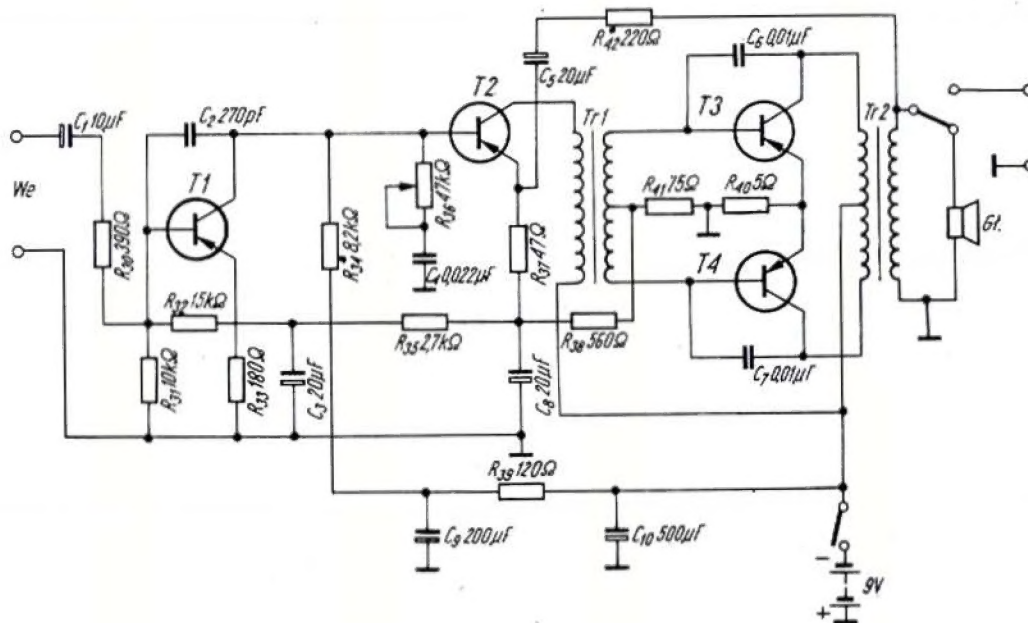 R42 220Ω
C6 0,01µF
C5 20µF
T2
T3
Tr1
Tr2
C1 10µF
C2 270pF
We
T1
R30 390Ω
R34 8,2kΩ
R36 47kΩ
C4 0,022µF
R37 47Ω
R41 75Ω
R40 5Ω
T4
Gł.
R32 15kΩ
R35 2,7kΩ
R38 560Ω
R31 10kΩ
R33 180Ω
C3 20µF
C8 20µF
C7 0,01µF
R39 120Ω
C9 200µF
C10 500µF
−
9V
+